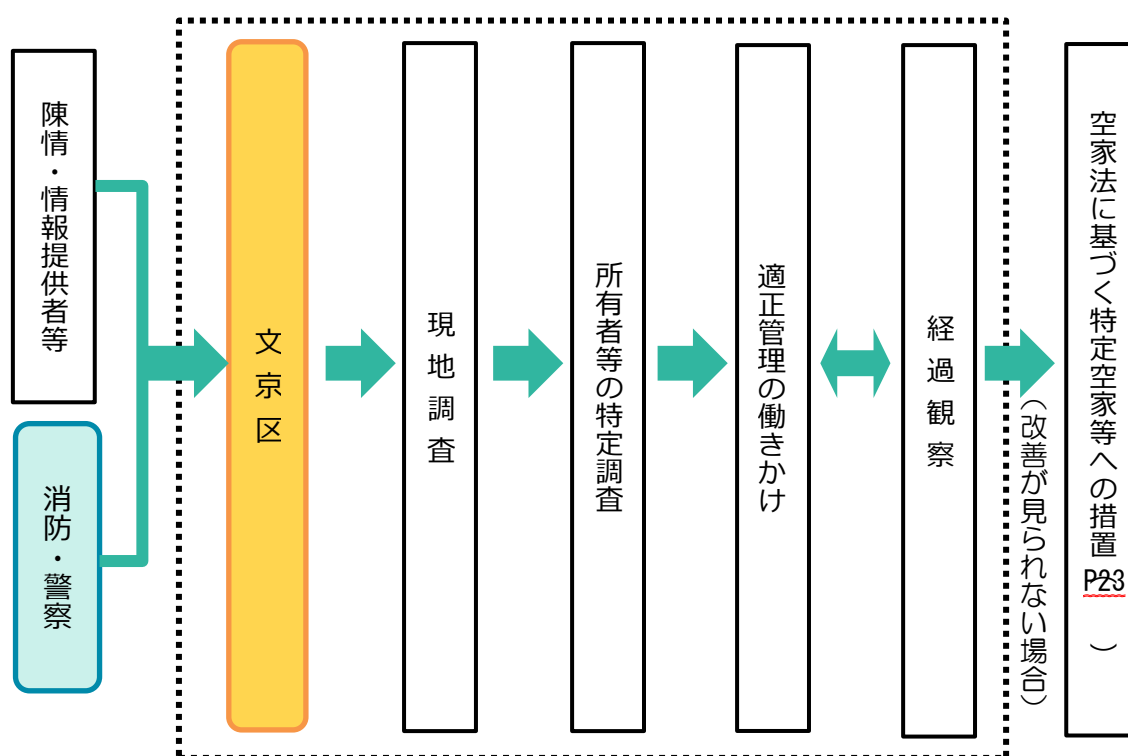 陳情・情報提供者等
消防・警察
文京区
現地調査
所有者等の特定調査
適正管理の働きかけ
経過観察
（改善が見られない場合）
空家法に基づく特定空家等への措置
P23
）